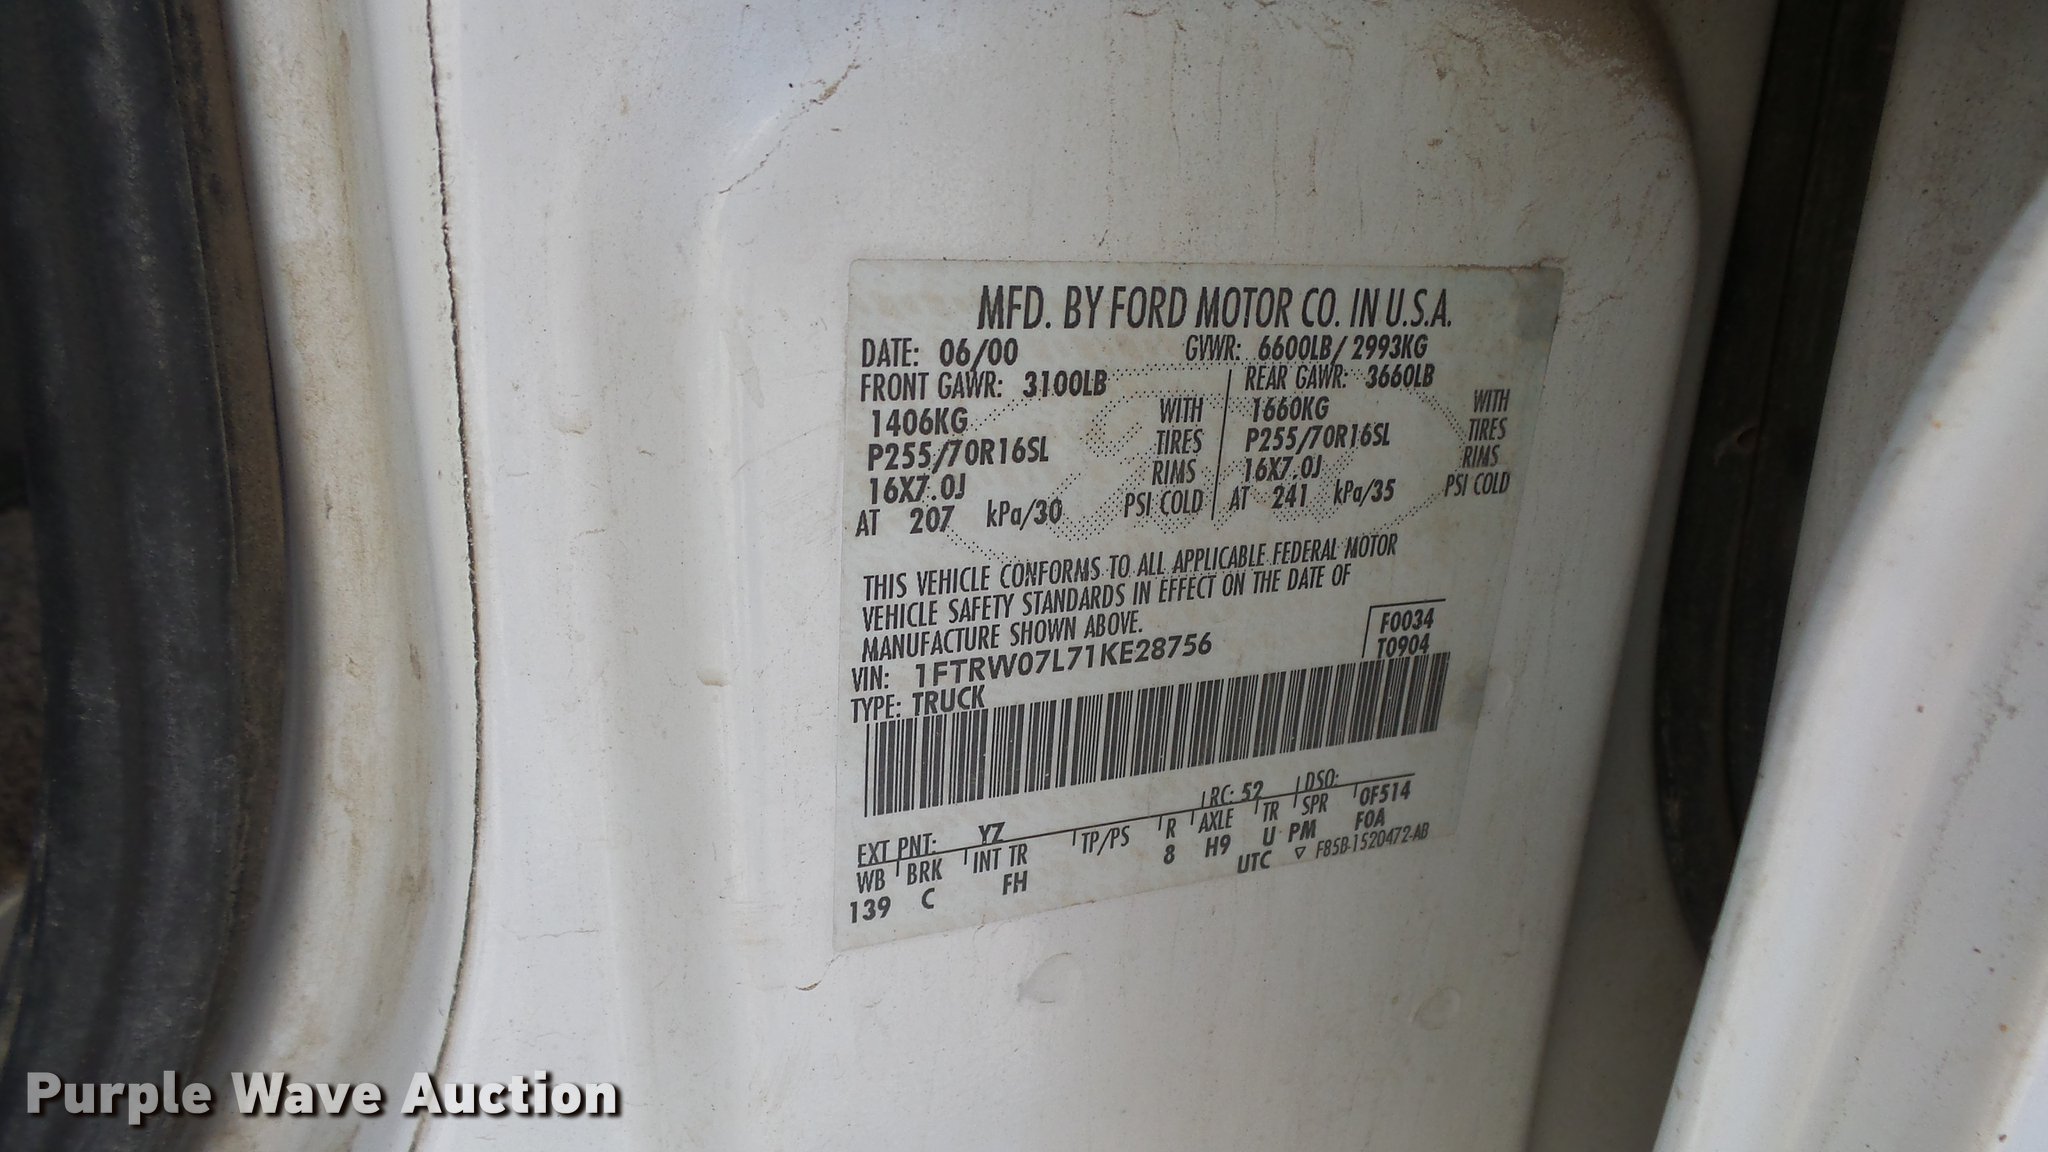 MFD. BY FORD MOTOR CO. IN U.S.A.
DATE: 06/00 GVWR: 6600LB/ 2993KG
FRONT GAWR: 3100LB REAR GAWR: 3660LB
1406KG WITH 1660KG WITH
P255/70R16SL TIRES P255/70R16SL TIRES
16X7.0J RIMS 16X7.0J RIMS
AT 207 kPa/30 PSI COLD AT 241 kPa/35 PSI COLD
THIS VEHICLE CONFORMS TO ALL APPLICABLE FEDERAL MOTOR
VEHICLE SAFETY STANDARDS IN EFFECT ON THE DATE OF
MANUFACTURE SHOWN ABOVE.
F0034
VIN: 1FTRW07L71KE28756 T0904
TYPE: TRUCK
EXT PNT: YZ RC: 52 DSO:
WB BRK INT TR TP/PS R AXLE TR SPR 0F514
139 C FH 8 H9 U PM F0A
UTC ▽ F85B-1520472-AB
Purple Wave Auction